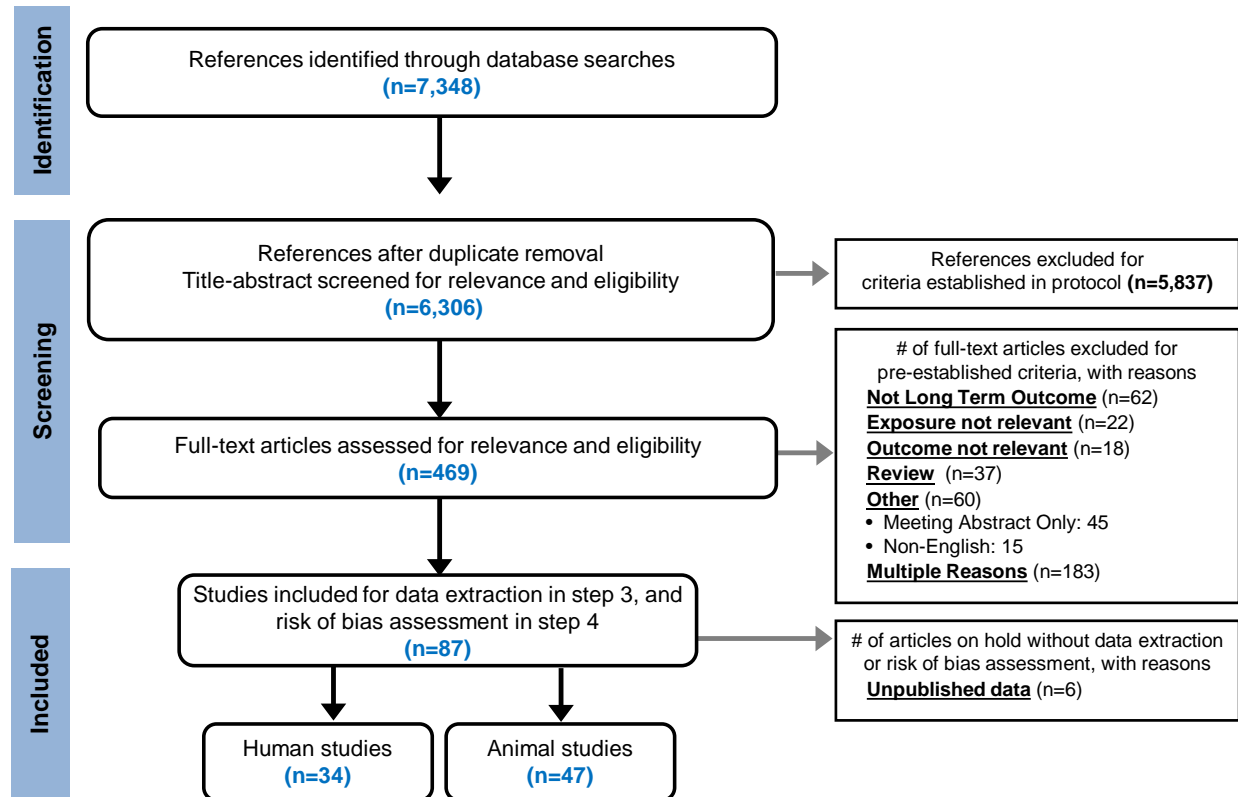 Identification
References identified through database searches
(n=7,348)
Screening
References after duplicate removal
Title-abstract screened for relevance and eligibility
(n=6,306)
References excluded for
criteria established in protocol (n=5,837)
Full-text articles assessed for relevance and eligibility
(n=469)
# of full-text articles excluded for
pre-established criteria, with reasons
Not Long Term Outcome (n=62)
Exposure not relevant (n=22)
Outcome not relevant (n=18)
Review (n=37)
Other (n=60)
• Meeting Abstract Only: 45
• Non-English: 15
Multiple Reasons (n=183)
Included
Studies included for data extraction in step 3, and
risk of bias assessment in step 4
(n=87)
# of articles on hold without data extraction
or risk of bias assessment, with reasons
Unpublished data (n=6)
Human studies
(n=34)
Animal studies
(n=47)